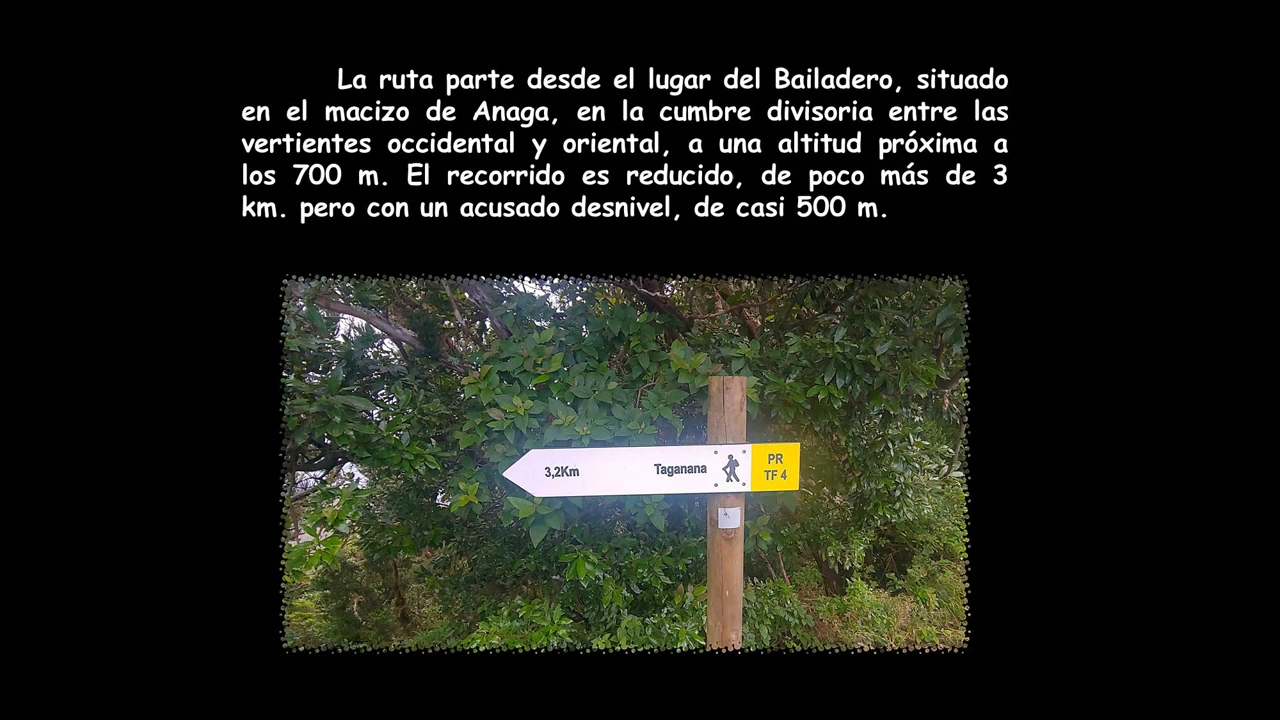 La ruta parte desde el lugar del Bailadero, situado
en el macizo de Anaga, en la cumbre divisoria entre las
vertientes occidental y oriental, a una altitud próxima a
los 700 m. El recorrido es reducido, de poco más de 3
km. pero con un acusado desnivel, de casi 500 m.
3,2Km Taganana PR
TF 4